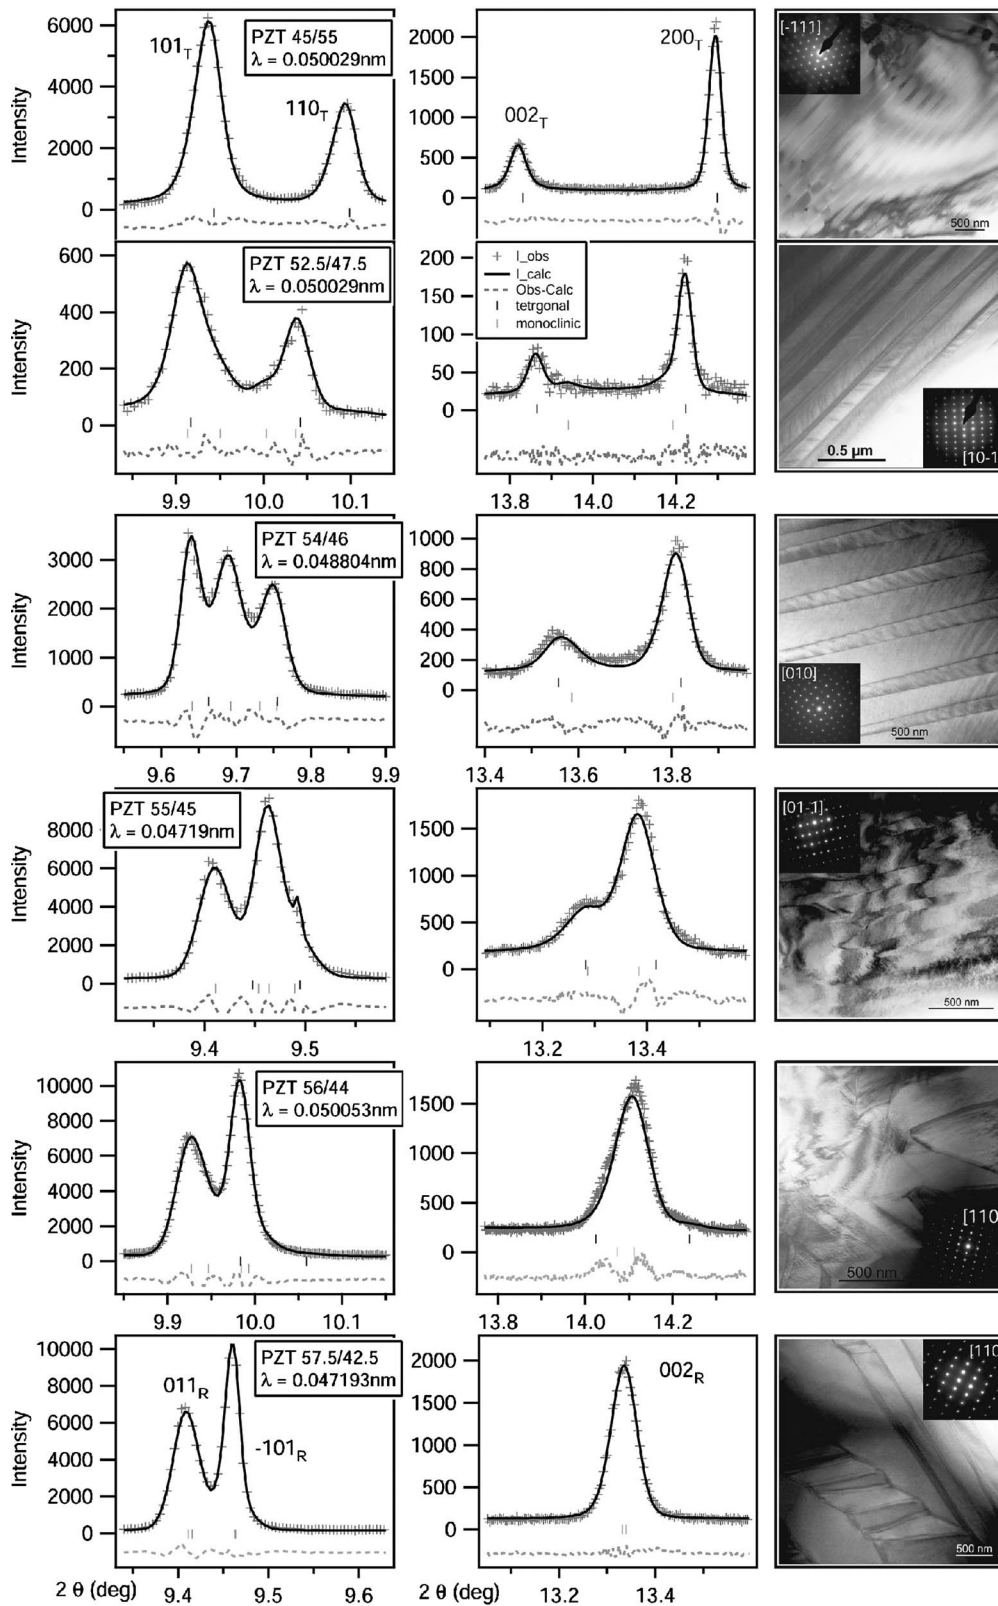 6000
4000
2000
0
Intensity
101T
110T
PZT 45/55
λ = 0.050029nm
2000
1500
1000
500
0
002T
200T
[-111]
500 nm
600
400
200
0
Intensity
PZT 52.5/47.5
λ = 0.050029nm
9.9 10.0 10.1
200
150
100
50
0
I_obs
I_calc
Obs-Calc
tetrgonal
monoclinic
13.8 14.0 14.2
0.5 µm
[10-1
3000
2000
1000
0
Intensity
PZT 54/46
λ = 0.048804nm
9.6 9.7 9.8 9.9
1000
800
600
400
200
0
13.4 13.6 13.8
[010]
500 nm
8000
6000
4000
2000
0
Intensity
PZT 55/45
λ = 0.04719nm
9.4 9.5
1500
1000
500
0
13.2 13.4
[01-1]
500 nm
10000
8000
6000
4000
2000
0
Intensity
PZT 56/44
λ = 0.050053nm
9.9 10.0 10.1
1500
1000
500
0
13.8 14.0 14.2
[110
500 nm
10000
8000
6000
4000
2000
0
Intensity
011R
-101R
PZT 57.5/42.5
λ = 0.047193nm
2 θ (deg) 9.4 9.5 9.6
2000
1500
1000
500
0
002R
2 θ (deg) 13.2 13.4
[110
500 nm